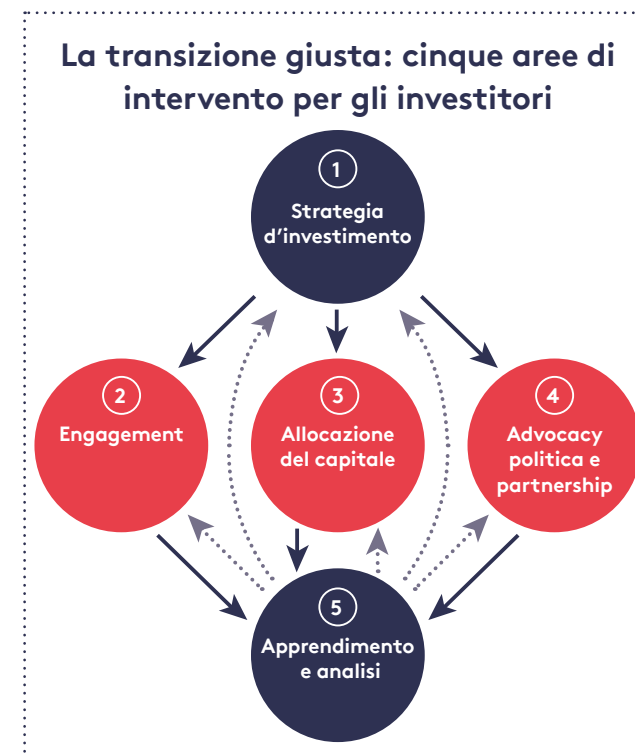 La transizione giusta: cinque aree di
intervento per gli investitori
1
Strategia
d’investimento
2
Engagement
3
Allocazione
del capitale
4
Advocacy
politica e
partnership
5
Apprendimento
e analisi